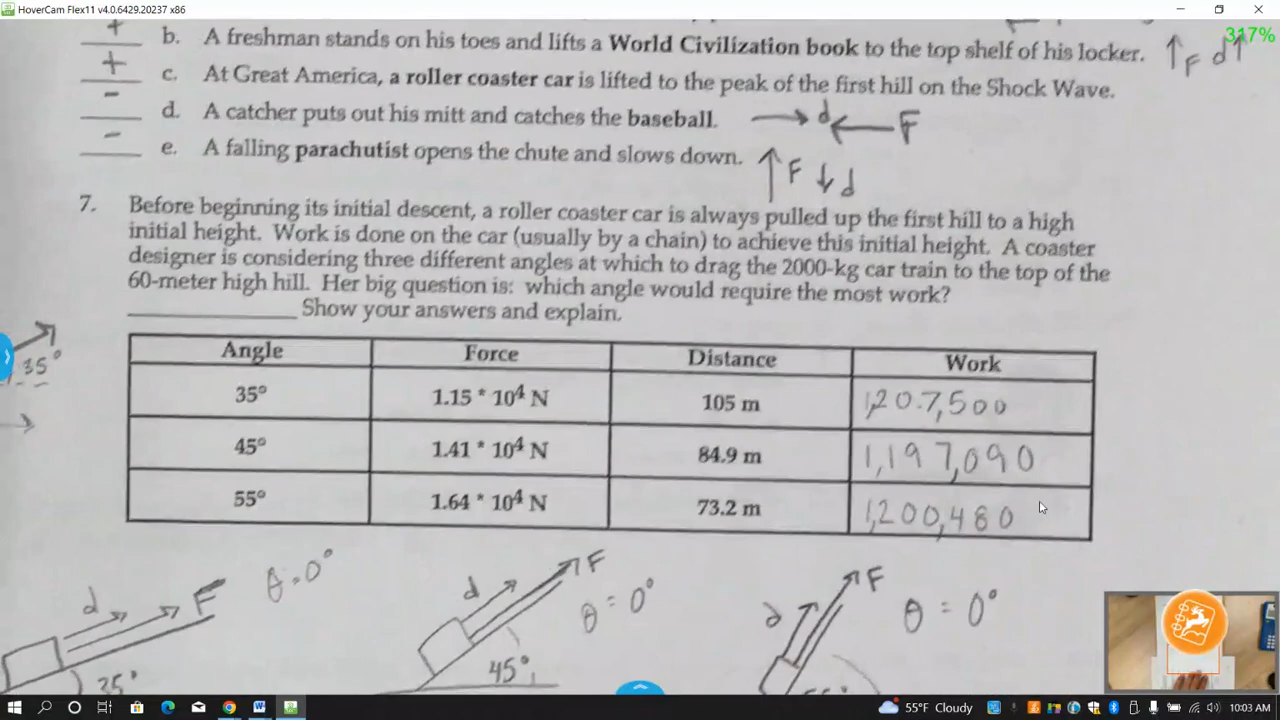 HoverCam Flex11 v4.0.6429.20237 x86
317%
+ b. A freshman stands on his toes and lifts a World Civilization book to the top shelf of his locker. ↑F d↑
+ c. At Great America, a roller coaster car is lifted to the peak of the first hill on the Shock Wave.
- d. A catcher puts out his mitt and catches the baseball. → d ← F
- e. A falling parachutist opens the chute and slows down. ↑F ↓d
7. Before beginning its initial descent, a roller coaster car is always pulled up the first hill to a high
initial height. Work is done on the car (usually by a chain) to achieve this initial height. A coaster
designer is considering three different angles at which to drag the 2000-kg car train to the top of the
60-meter high hill. Her big question is: which angle would require the most work?
____________ Show your answers and explain.
35°
Angle Force Distance Work
35° 1.15 * 10⁴ N 105 m 1,207,500
45° 1.41 * 10⁴ N 84.9 m 1,197,090
55° 1.64 * 10⁴ N 73.2 m 1,200,480
d F θ = 0°
35°
d F θ = 0°
45°
d F θ = 0°
55°F Cloudy
10:03 AM